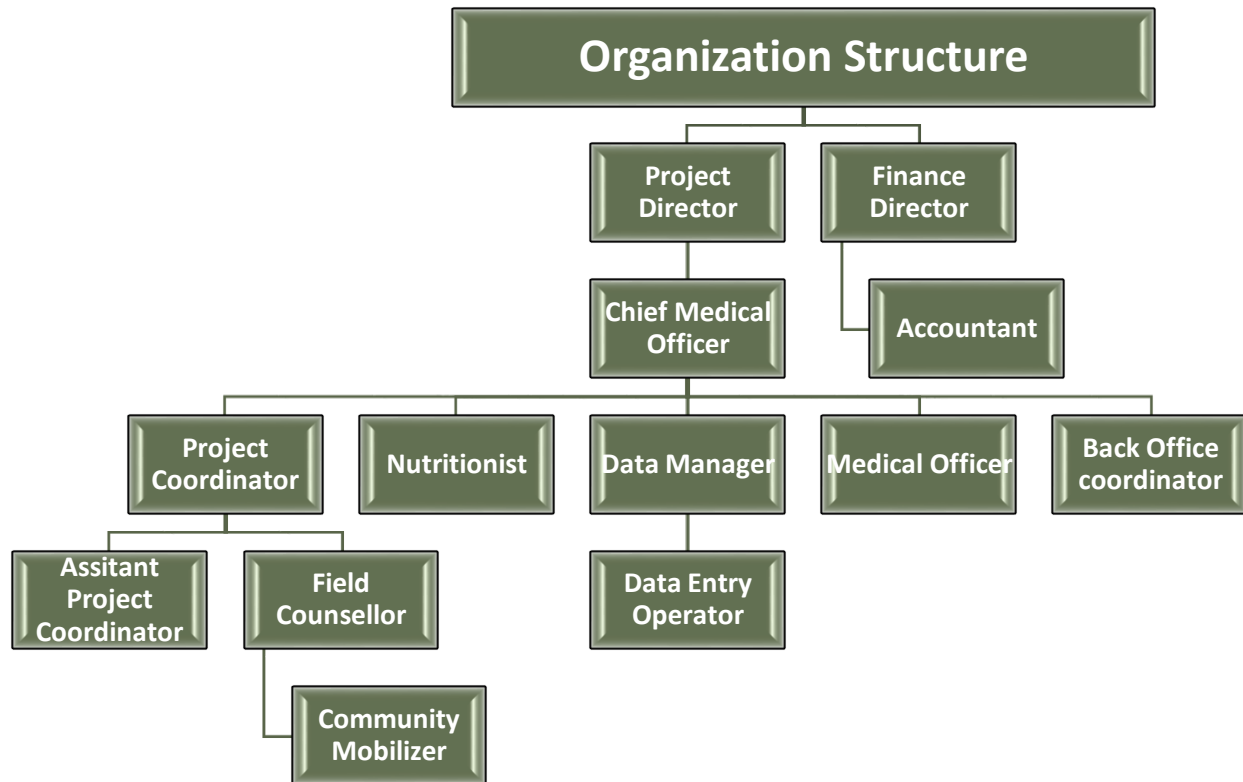 Organization Structure
Project
Director
Finance
Director
Chief Medical
Officer
Accountant
Project
Coordinator
Nutritionist
Data Manager
Medical Officer
Back Office
coordinator
Assitant
Project
Coordinator
Field
Counsellor
Data Entry
Operator
Community
Mobilizer